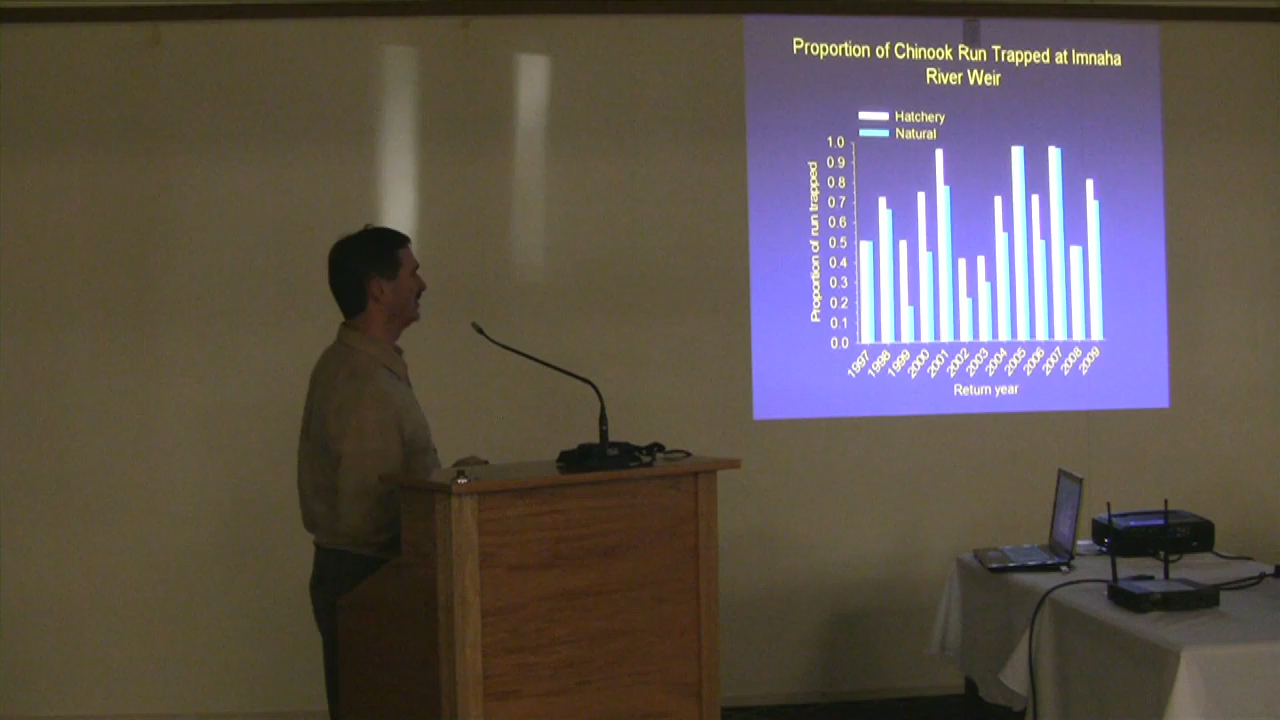 Proportion of Chinook Run Trapped at Imnaha
River Weir
Hatchery
Natural
1.0
0.9
0.8
0.7
0.6
0.5
0.4
0.3
0.2
0.1
0.0
Proportion of run trapped
1997 1998 1999 2000 2001 2002 2003 2004 2005 2006 2007 2008 2009
Return year